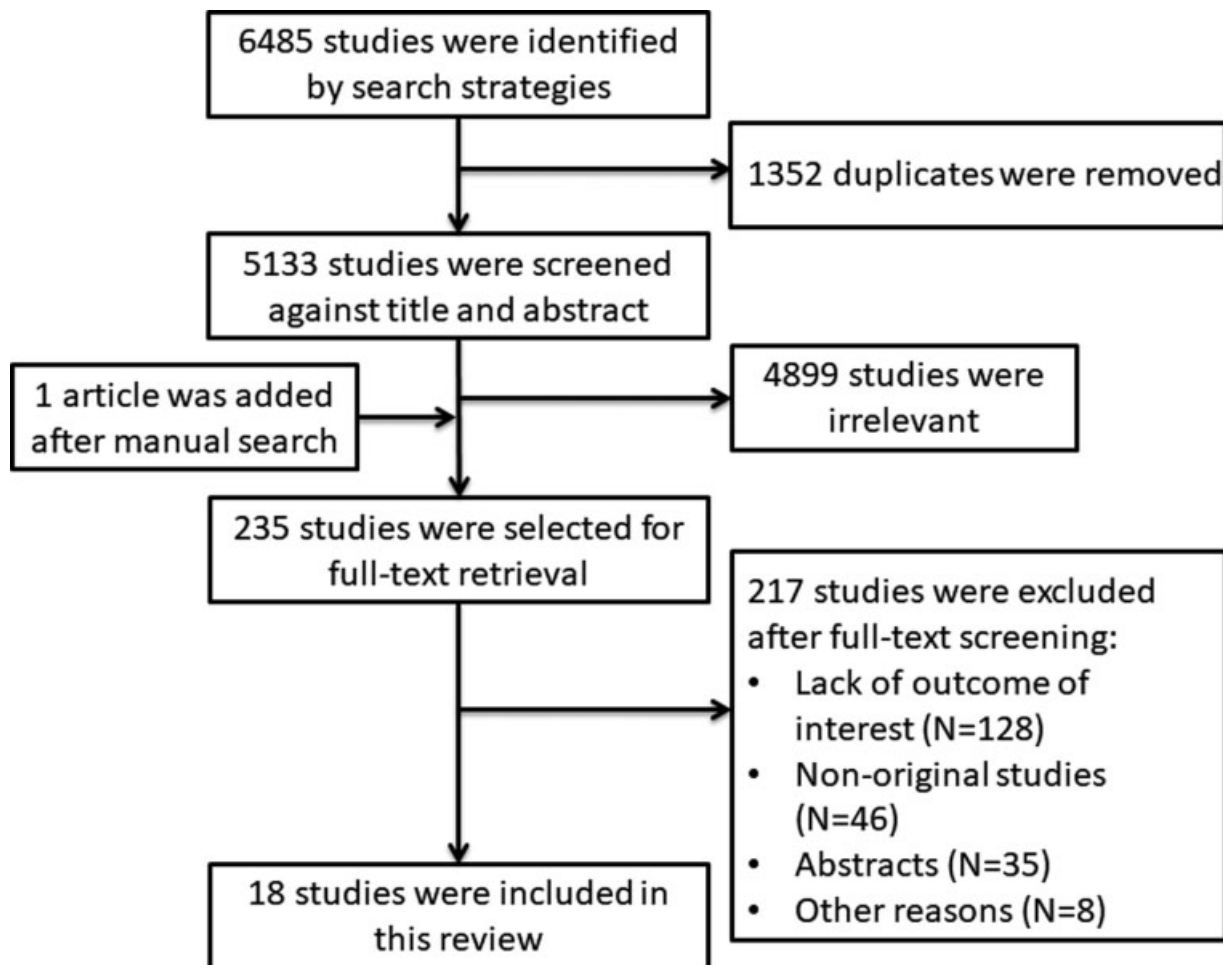 6485 studies were identified
by search strategies
1352 duplicates were removed
5133 studies were screened
against title and abstract
1 article was added
after manual search
4899 studies were
irrelevant
235 studies were selected for
full-text retrieval
217 studies were excluded
after full-text screening:
• Lack of outcome of
interest (N=128)
• Non-original studies
(N=46)
• Abstracts (N=35)
• Other reasons (N=8)
18 studies were included in
this review